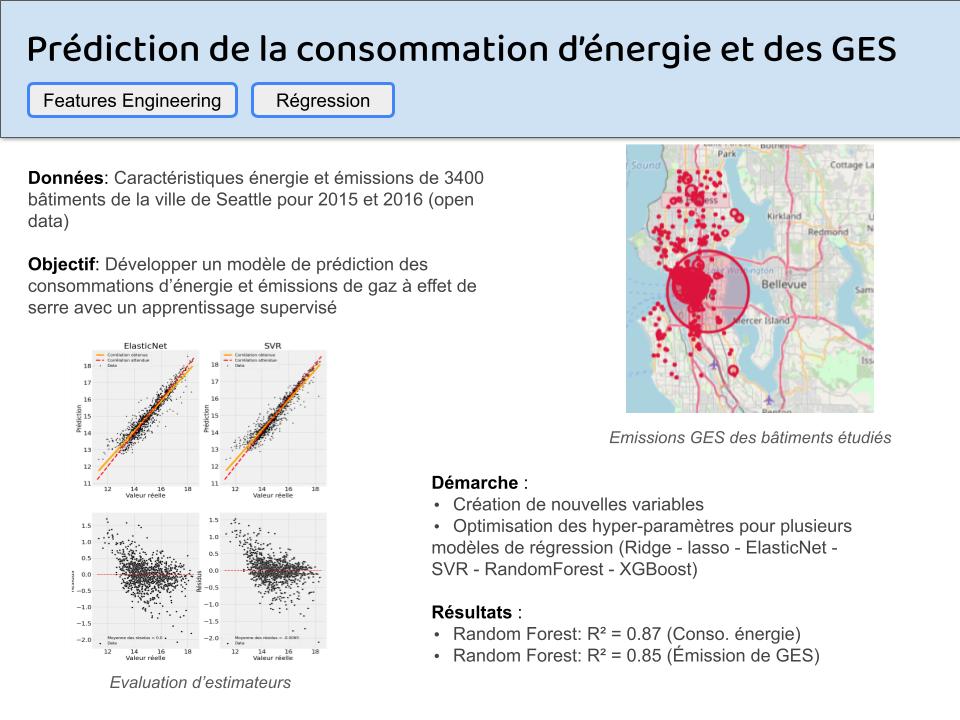 Prédiction de la consommation d'énergie et des GES
Features Engineering
Régression
Données: Caractéristiques énergie et émissions de 3400
bâtiments de la ville de Seattle pour 2015 et 2016 (open
data)
Objectif: Développer un modèle de prédiction des
consommations d'énergie et émissions de gaz à effet de
serre avec un apprentissage supervisé
Sound
Park
Bothell
Cottage La
Kirkland
Redmond
Lake Washington
Bellevue
Sam
Mercer Island
Iss
Renton
Emissions GES des bâtiments étudiés
ElasticNet
Corrélation obtenue
Corrélation attendue
Data
18
17
16
15
14
13
12
11
Prédiction
12 14 16 18
Valeur réelle
SVR
Corrélation obtenue
Corrélation attendue
Data
18
17
16
15
14
13
12
11
Prédiction
12 14 16 18
Valeur réelle
1.5
1.0
0.5
0.0
−0.5
−1.0
−1.5
−2.0
Moyenne des résidus = 0.0
Data
12 14 16 18
Valeur réelle
1.5
1.0
0.5
0.0
−0.5
−1.0
−1.5
−2.0
Résidus
Moyenne des résidus = -0.0065
Data
12 14 16 18
Valeur réelle
Evaluation d'estimateurs
Démarche :
• Création de nouvelles variables
• Optimisation des hyper-paramètres pour plusieurs
modèles de régression (Ridge - lasso - ElasticNet -
SVR - RandomForest - XGBoost)
Résultats :
• Random Forest: R² = 0.87 (Conso. énergie)
• Random Forest: R² = 0.85 (Émission de GES)